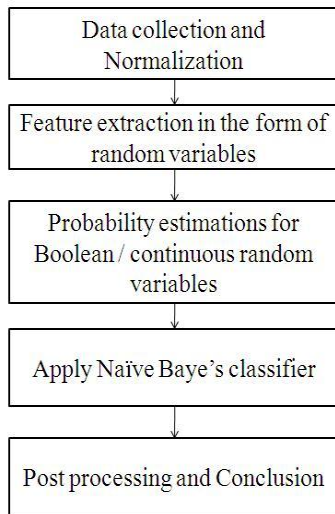 Data collection and
Normalization
Feature extraction in the form of
random variables
Probability estimations for
Boolean / continuous random
variables
Apply Naïve Baye’s classifier
Post processing and Conclusion